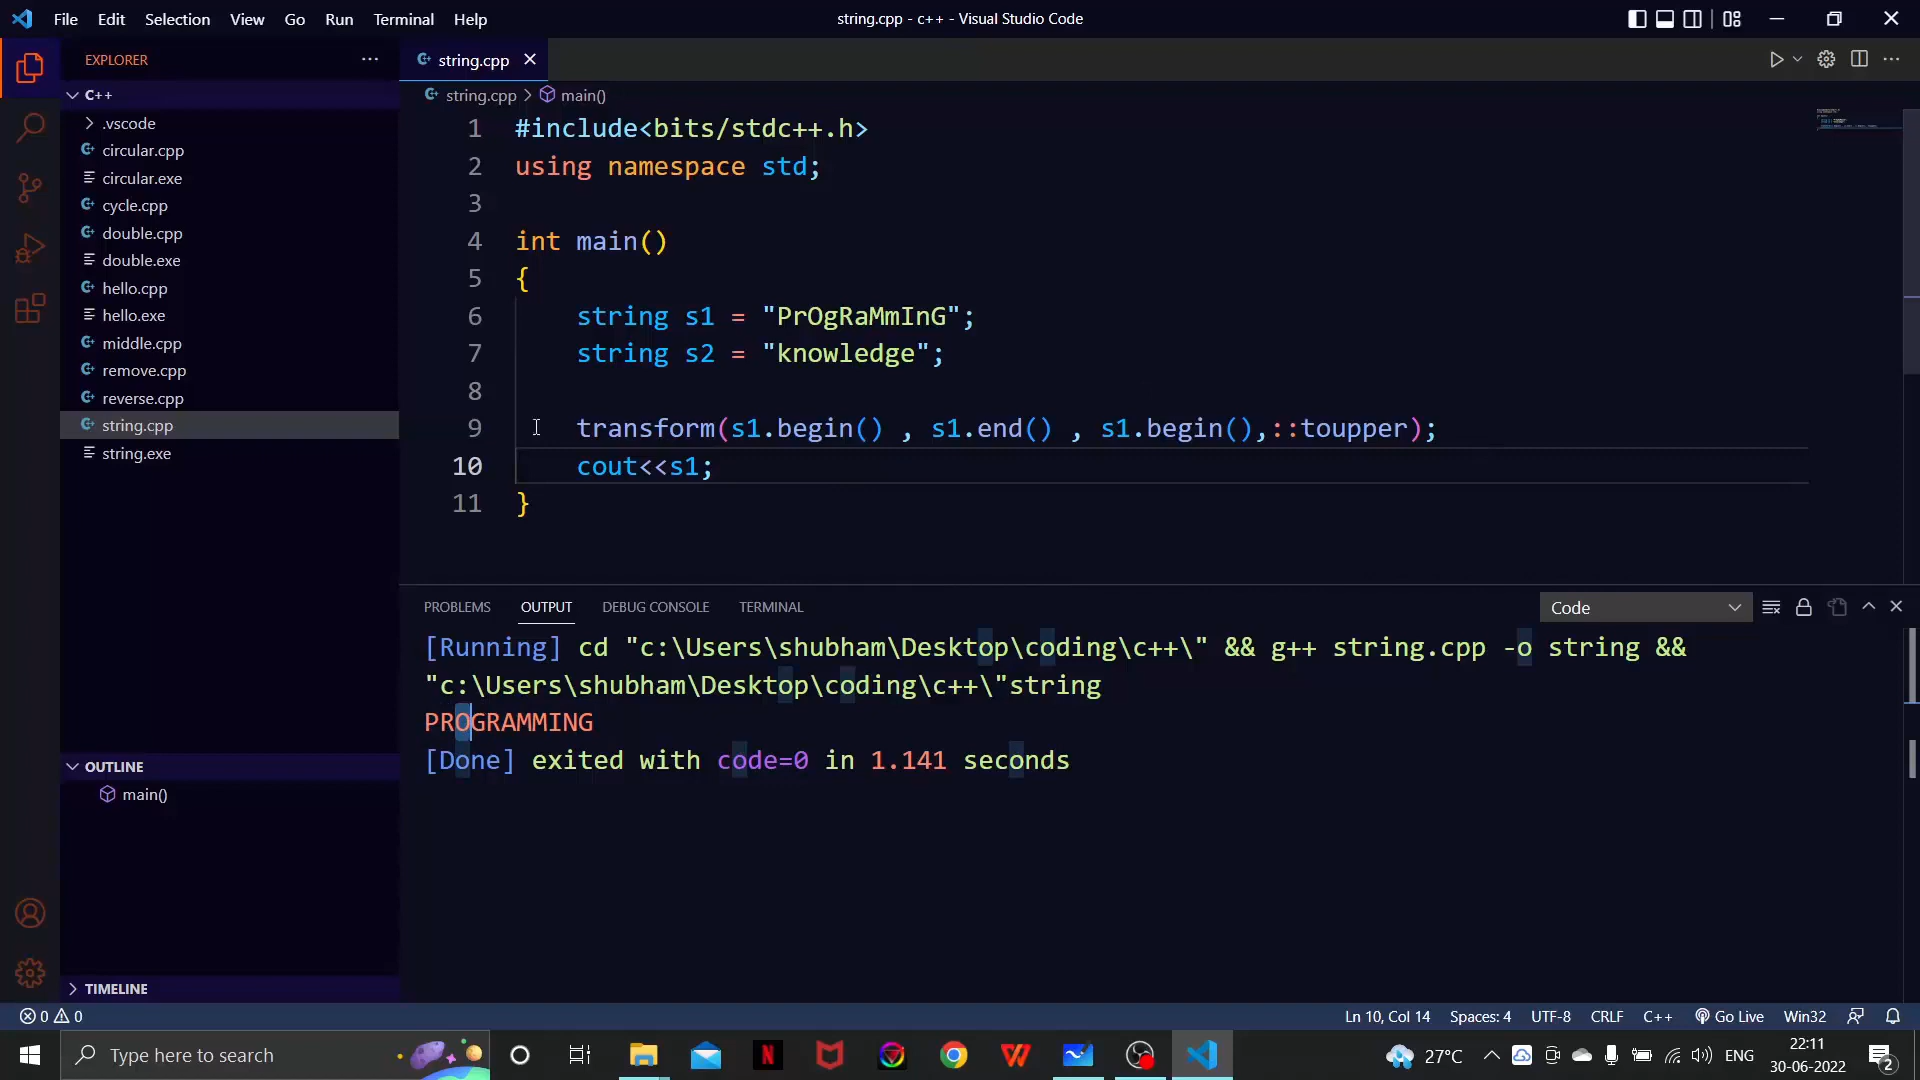 File Edit Selection View Go Run Terminal Help
string.cpp - c++ - Visual Studio Code
EXPLORER
C++
.vscode
circular.cpp
circular.exe
cycle.cpp
double.cpp
double.exe
hello.cpp
hello.exe
middle.cpp
remove.cpp
reverse.cpp
string.cpp
string.exe
OUTLINE
main()
TIMELINE
string.cpp
string.cpp > main()
1 #include<bits/stdc++.h>
2 using namespace std;
3
4 int main()
5 {
6 string s1 = "PrOgRaMmInG";
7 string s2 = "knowledge";
8
9 transform(s1.begin() , s1.end() , s1.begin(),::toupper);
10 cout<<s1;
11 }
PROBLEMS OUTPUT DEBUG CONSOLE TERMINAL Code
[Running] cd "c:\Users\shubham\Desktop\coding\c++\" && g++ string.cpp -o string &&
"c:\Users\shubham\Desktop\coding\c++\"string
PROGRAMMING
[Done] exited with code=0 in 1.141 seconds
0 0 Ln 10, Col 14 Spaces: 4 UTF-8 CRLF C++ Go Live Win32
Type here to search
27°C ENG
22:11
30-06-2022
2